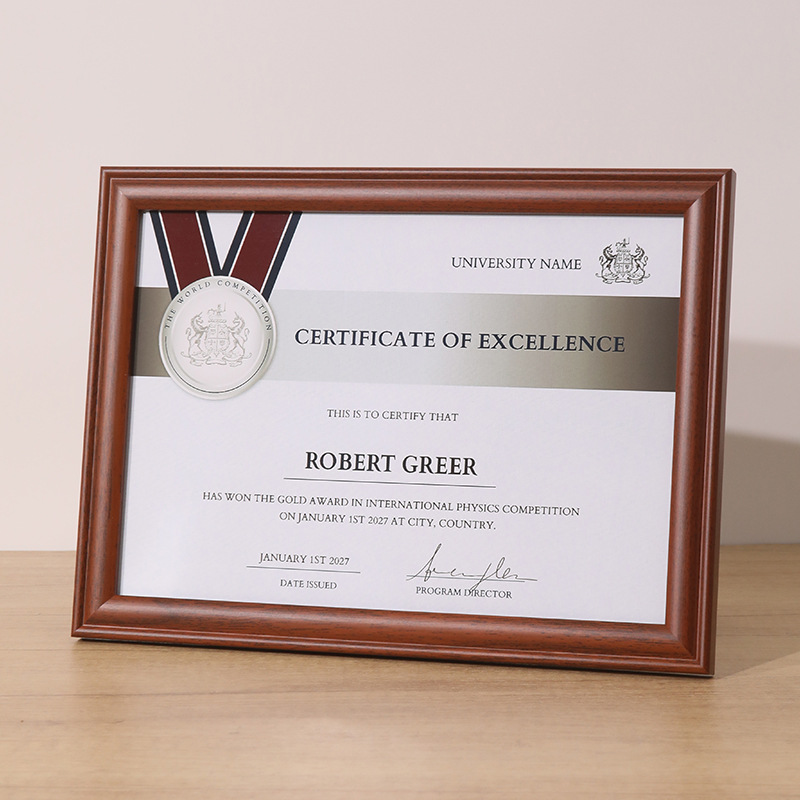 UNIVERSITY NAME
THE WORLD COMPETITION
CERTIFICATE OF EXCELLENCE
THIS IS TO CERTIFY THAT
ROBERT GREER
HAS WON THE GOLD AWARD IN INTERNATIONAL PHYSICS COMPETITION
ON JANUARY 1ST 2027 AT CITY, COUNTRY.
JANUARY 1ST 2027
DATE ISSUED
PROGRAM DIRECTOR